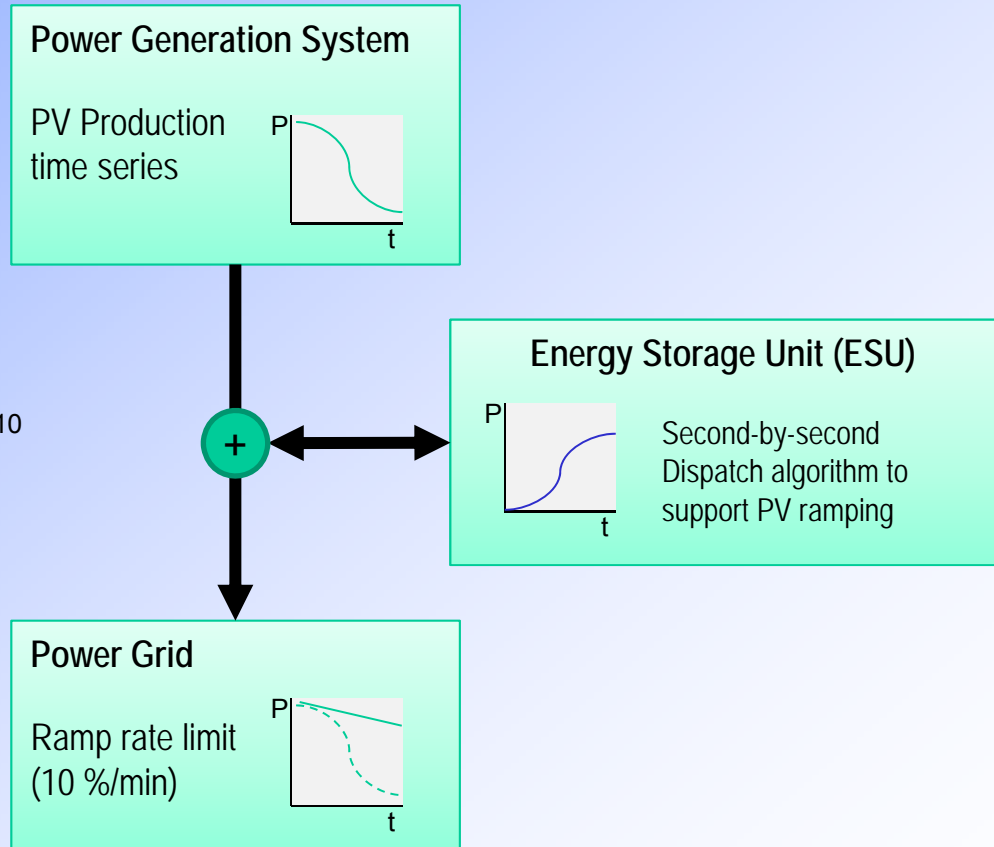 Power Generation System
PV Production
time series
P
t
Energy Storage Unit (ESU)
P
t
Second-by-second
Dispatch algorithm to
support PV ramping
10
+
Power Grid
Ramp rate limit
(10 %/min)
P
t